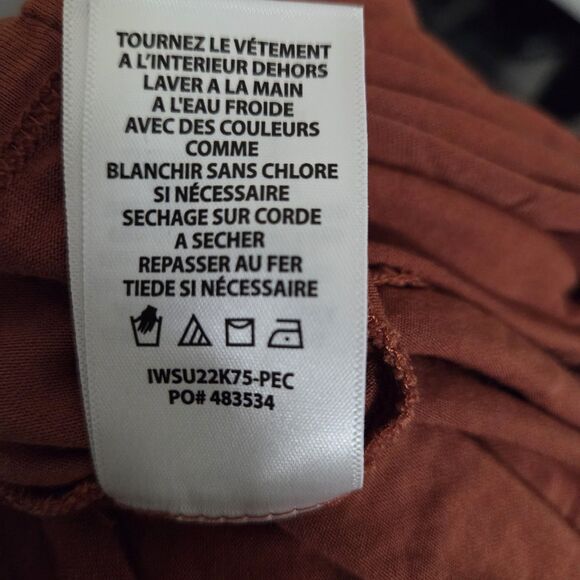 TOURNEZ LE VÉTEMENT
A L'INTERIEUR DEHORS
LAVER A LA MAIN
A L'EAU FROIDE
AVEC DES COULEURS
COMME
BLANCHIR SANS CHLORE
SI NÉCESSAIRE
SECHAGE SUR CORDE
A SECHER
REPASSER AU FER
TIEDE SI NÉCESSAIRE
IWSU22K75-PEC
PO# 483534